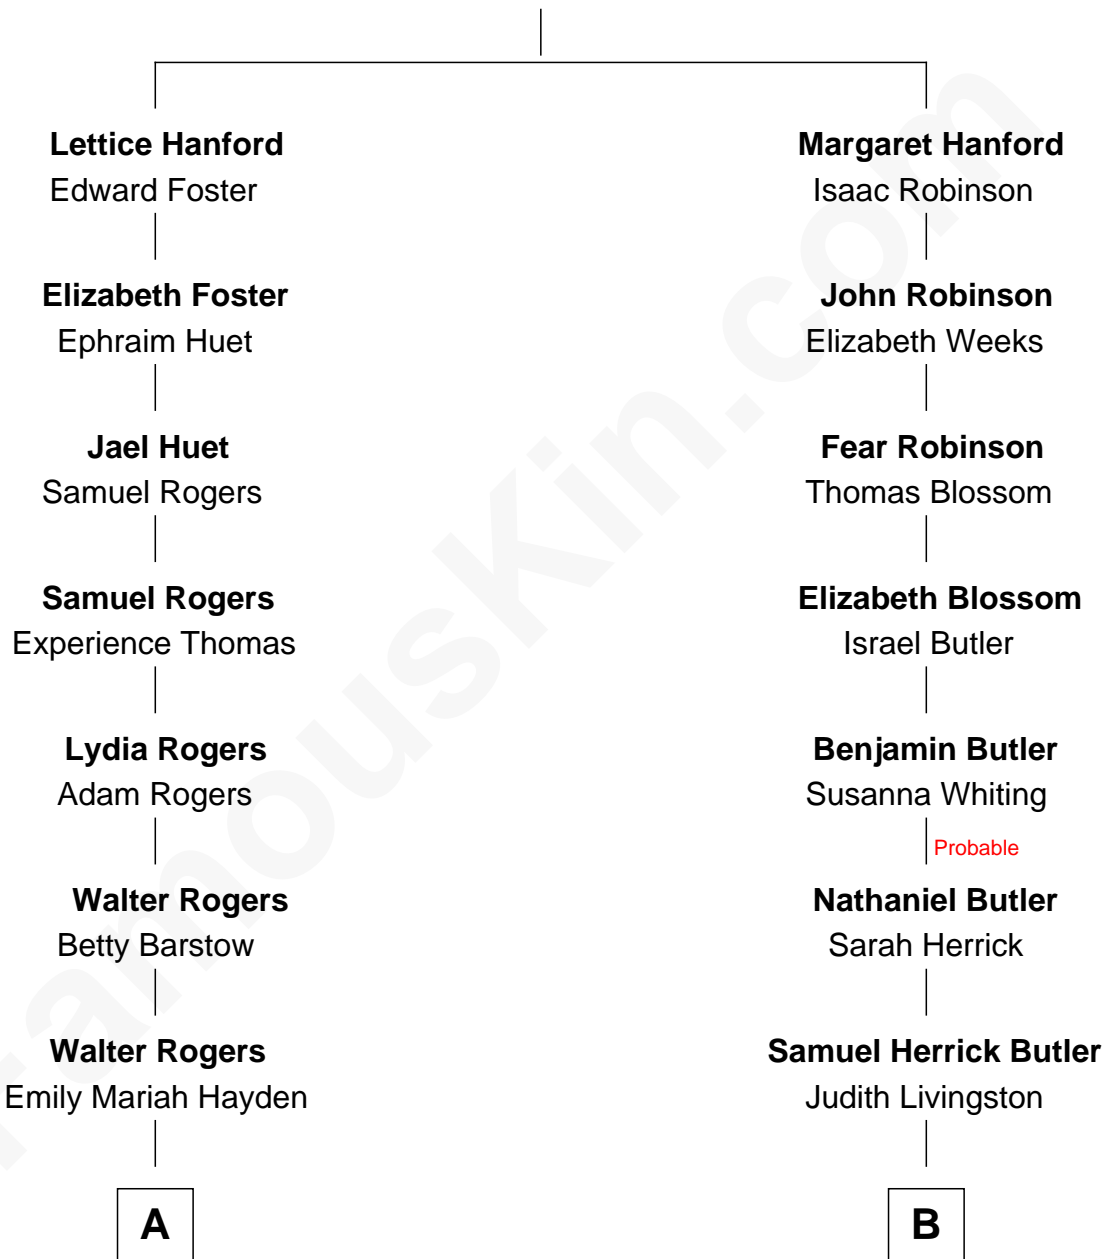 Lettice Hanford
Edward Foster
Margaret Hanford
Isaac Robinson
Elizabeth Foster
Ephraim Huet
John Robinson
Elizabeth Weeks
Jael Huet
Samuel Rogers
Fear Robinson
Thomas Blossom
Samuel Rogers
Experience Thomas
Elizabeth Blossom
Israel Butler
Lydia Rogers
Adam Rogers
Benjamin Butler
Susanna Whiting
Probable
Walter Rogers
Betty Barstow
Nathaniel Butler
Sarah Herrick
Walter Rogers
Emily Mariah Hayden
Samuel Herrick Butler
Judith Livingston
A
B
FamousKin.com